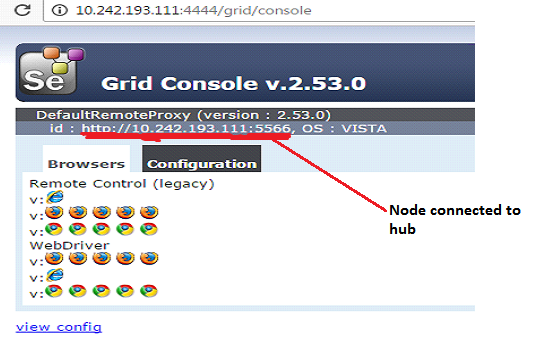 10.242.193.111:4444/grid/console
Se
Grid Console v.2.53.0
DefaultRemoteProxy (version : 2.53.0)
id : http://10.242.193.111:5566, OS : VISTA
Browsers Configuration
Remote Control (legacy)
v:
v:
v:
WebDriver
v:
v:
v:
Node connected to
hub
view config